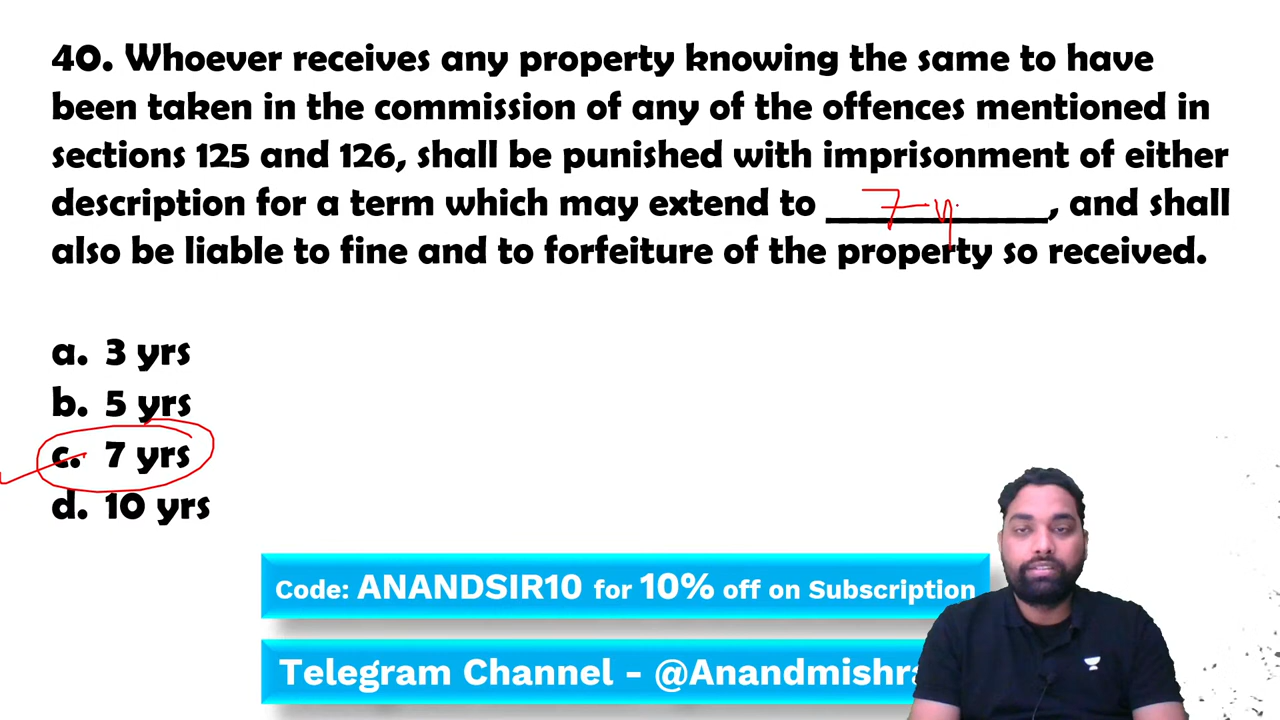 40. Whoever receives any property knowing the same to have
been taken in the commission of any of the offences mentioned in
sections 125 and 126, shall be punished with imprisonment of either
description for a term which may extend to 7 y, and shall
also be liable to fine and to forfeiture of the property so received.
a. 3 yrs
b. 5 yrs
c. 7 yrs
d. 10 yrs
Code: ANANDSIR10 for 10% off on Subscription
Telegram Channel - @Anandmishra